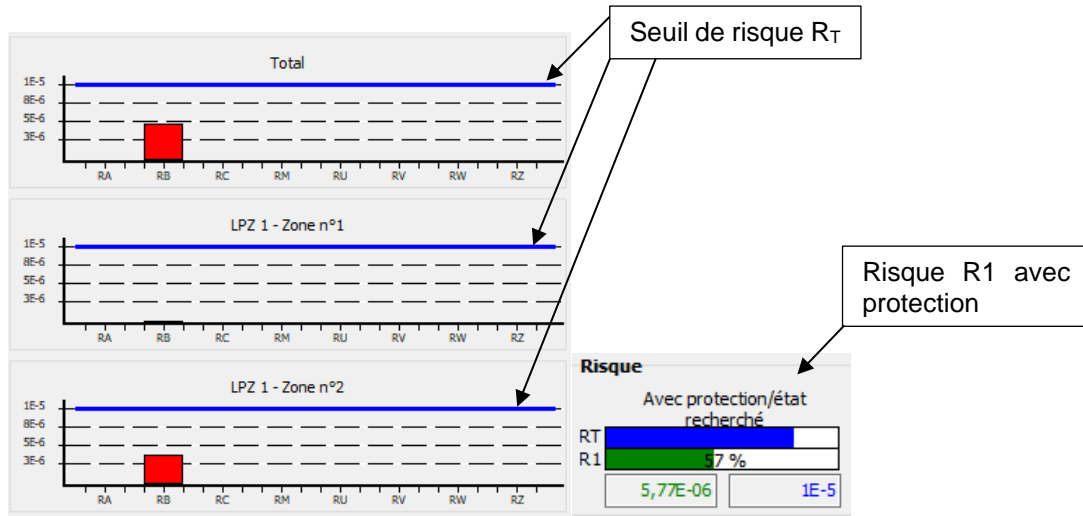 Seuil de risque RT
Total
1E-5
8E-6
5E-6
3E-6
RA RB RC RM RU RV RW RZ
LPZ 1 - Zone n°1
1E-5
8E-6
5E-6
3E-6
RA RB RC RM RU RV RW RZ
Risque R1 avec
protection
LPZ 1 - Zone n°2
1E-5
8E-6
5E-6
3E-6
RA RB RC RM RU RV RW RZ
Risque
Avec protection/état
recherché
RT
R1 57 %
5,77E-06 1E-5